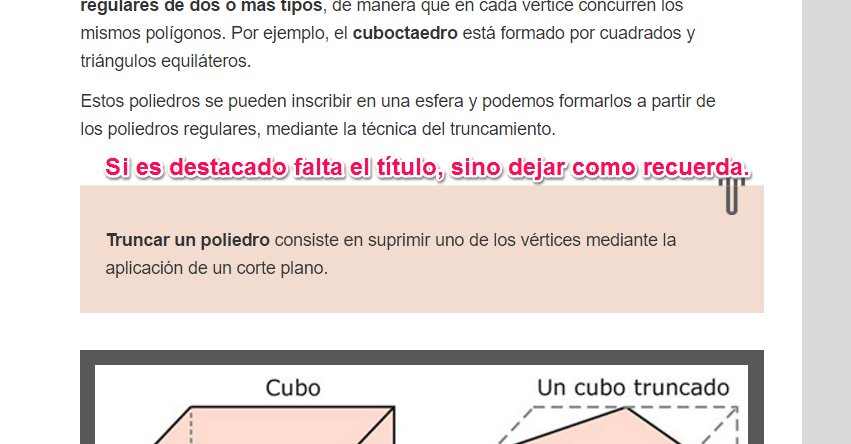 regulares de dos o más tipos, de manera que en cada vértice concurren los
mismos polígonos. Por ejemplo, el cuboctaedro está formado por cuadrados y
triángulos equiláteros.
Estos poliedros se pueden inscribir en una esfera y podemos formarlos a partir de
los poliedros regulares, mediante la técnica del truncamiento.
Si es destacado falta el título, sino dejar como recuerda.
Truncar un poliedro consiste en suprimir uno de los vértices mediante la
aplicación de un corte plano.
Cubo
Un cubo truncado